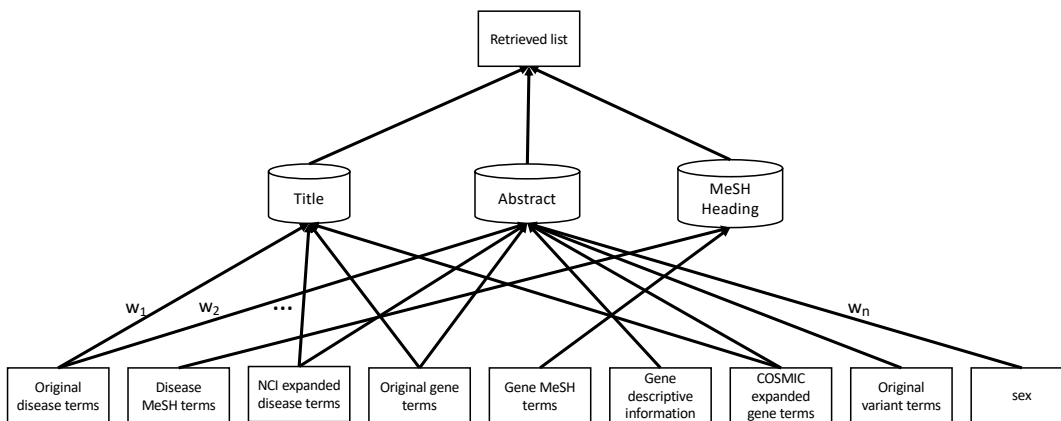 Retrieved list
Title
Abstract
MeSH
Heading
w1
w2
...
wn
Original
disease terms
Disease
MeSH terms
NCI expanded
disease terms
Original gene
terms
Gene MeSH
terms
Gene
descriptive
information
COSMIC
expanded
gene terms
Original
variant terms
sex